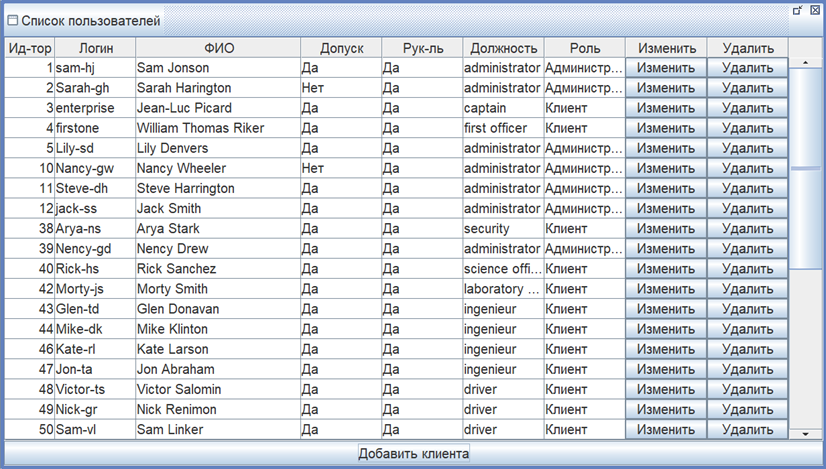 Список пользователей
Ид-тор Логин ФИО Допуск Рук-ль Должность Роль Изменить Удалить
1 sam-hj Sam Jonson Да Да administrator Администр... Изменить Удалить
2 Sarah-gh Sarah Harington Нет Да administrator Администр... Изменить Удалить
3 enterprise Jean-Luc Picard Да Да captain Клиент Изменить Удалить
4 firstone William Thomas Riker Да Да first officer Клиент Изменить Удалить
5 Lily-sd Lily Denvers Да Да administrator Администр... Изменить Удалить
10 Nancy-gw Nancy Wheeler Нет Да administrator Администр... Изменить Удалить
11 Steve-dh Steve Harrington Да Да administrator Администр... Изменить Удалить
12 jack-ss Jack Smith Да Да administrator Администр... Изменить Удалить
38 Arya-ns Arya Stark Да Да security Клиент Изменить Удалить
39 Nency-gd Nency Drew Да Да administrator Администр... Изменить Удалить
40 Rick-hs Rick Sanchez Да Да science offi... Клиент Изменить Удалить
42 Morty-js Morty Smith Да Да laboratory ... Клиент Изменить Удалить
43 Glen-td Glen Donavan Да Да ingenieur Клиент Изменить Удалить
44 Mike-dk Mike Klinton Да Да ingenieur Клиент Изменить Удалить
46 Kate-rl Kate Larson Да Да ingenieur Клиент Изменить Удалить
47 Jon-ta Jon Abraham Да Да ingenieur Клиент Изменить Удалить
48 Victor-ts Victor Salomin Да Да driver Клиент Изменить Удалить
49 Nick-gr Nick Renimon Да Да driver Клиент Изменить Удалить
50 Sam-vl Sam Linker Да Да driver Клиент Изменить Удалить
Добавить клиента